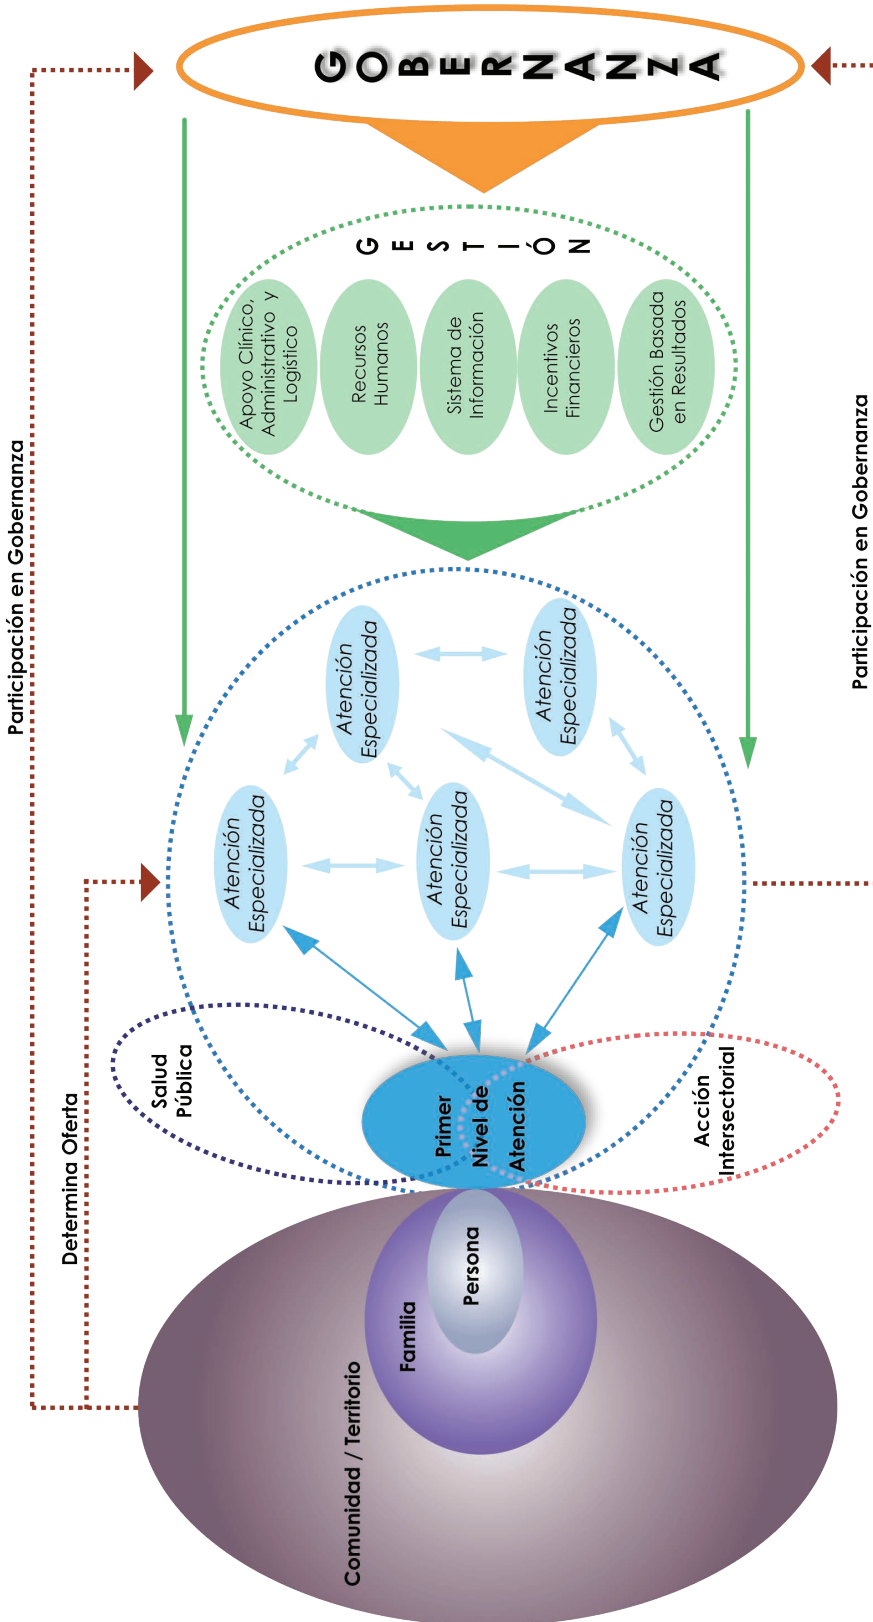 Participación en Gobernanza
Determina Oferta
Salud
Pública
Comunidad / Territorio
Familia
Persona
Primer
Nivel de
Atención
Acción
Intersectorial
Atención
Especializada
Atención
Especializada
Atención
Especializada
Atención
Especializada
Atención
Especializada
Apoyo Clínico,
Administrativo y
Logístico
Recursos
Humanos
Sistema de
Información
Incentivos
Financieros
Gestión Basada
en Resultados
GESTIÓN
GOBERNANZA
Participación en Gobernanza